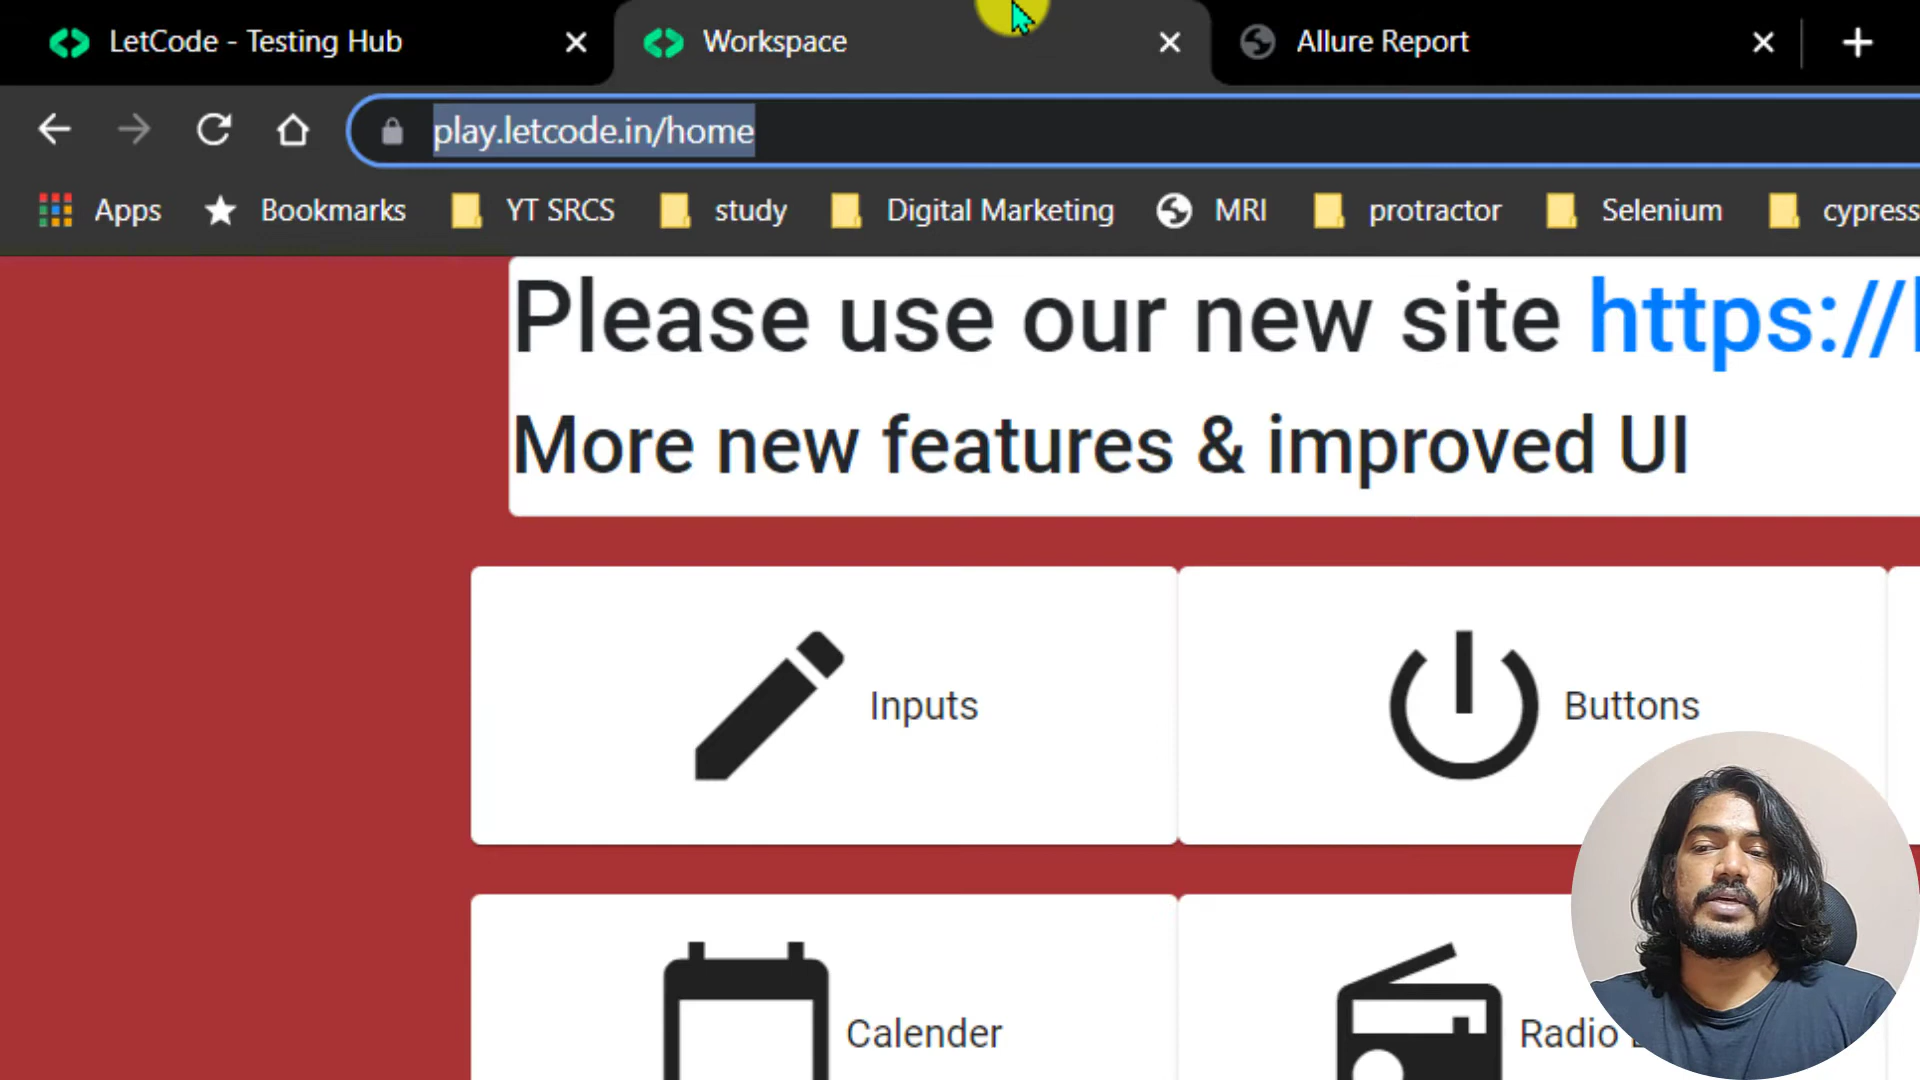 LetCode - Testing Hub
Workspace
Allure Report
play.letcode.in/home
Apps
Bookmarks
YT SRCS
study
Digital Marketing
MRI
protractor
Selenium
cypress
Please use our new site https://
More new features & improved UI
Inputs
Buttons
Calender
Radio